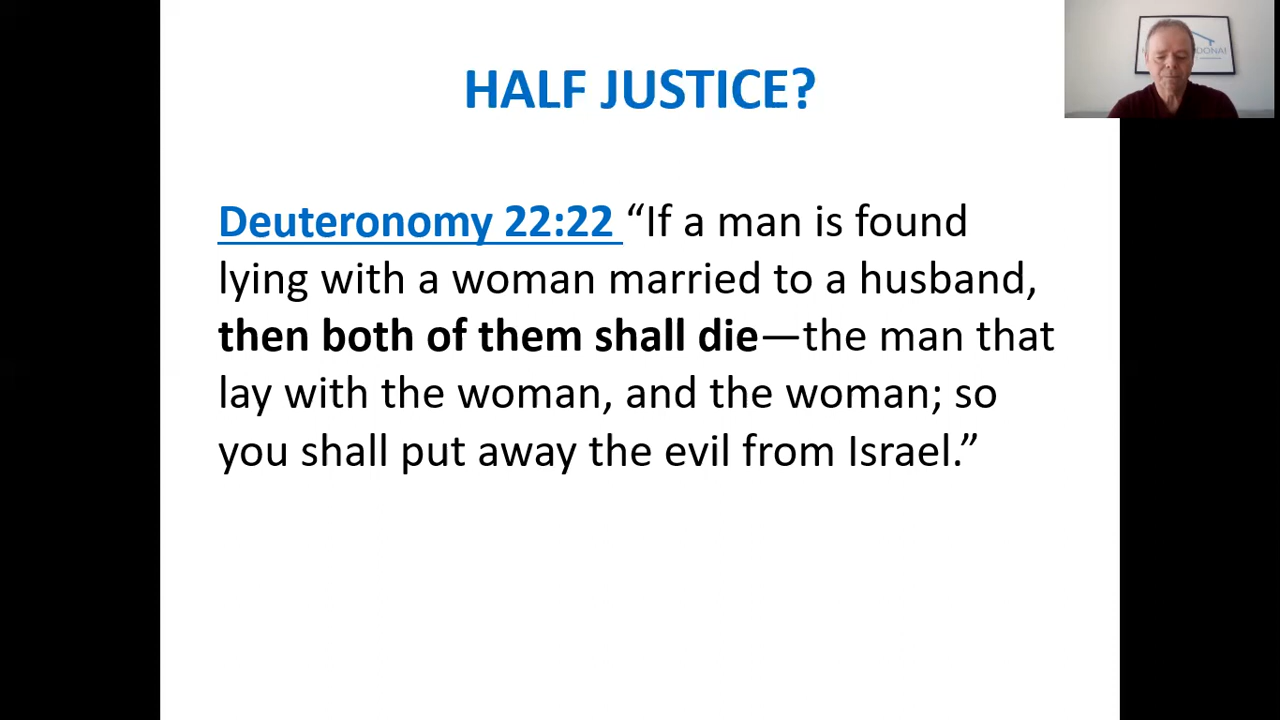 HALF JUSTICE?
DONAI
Deuteronomy 22:22 “If a man is found
lying with a woman married to a husband,
then both of them shall die—the man that
lay with the woman, and the woman; so
you shall put away the evil from Israel.”